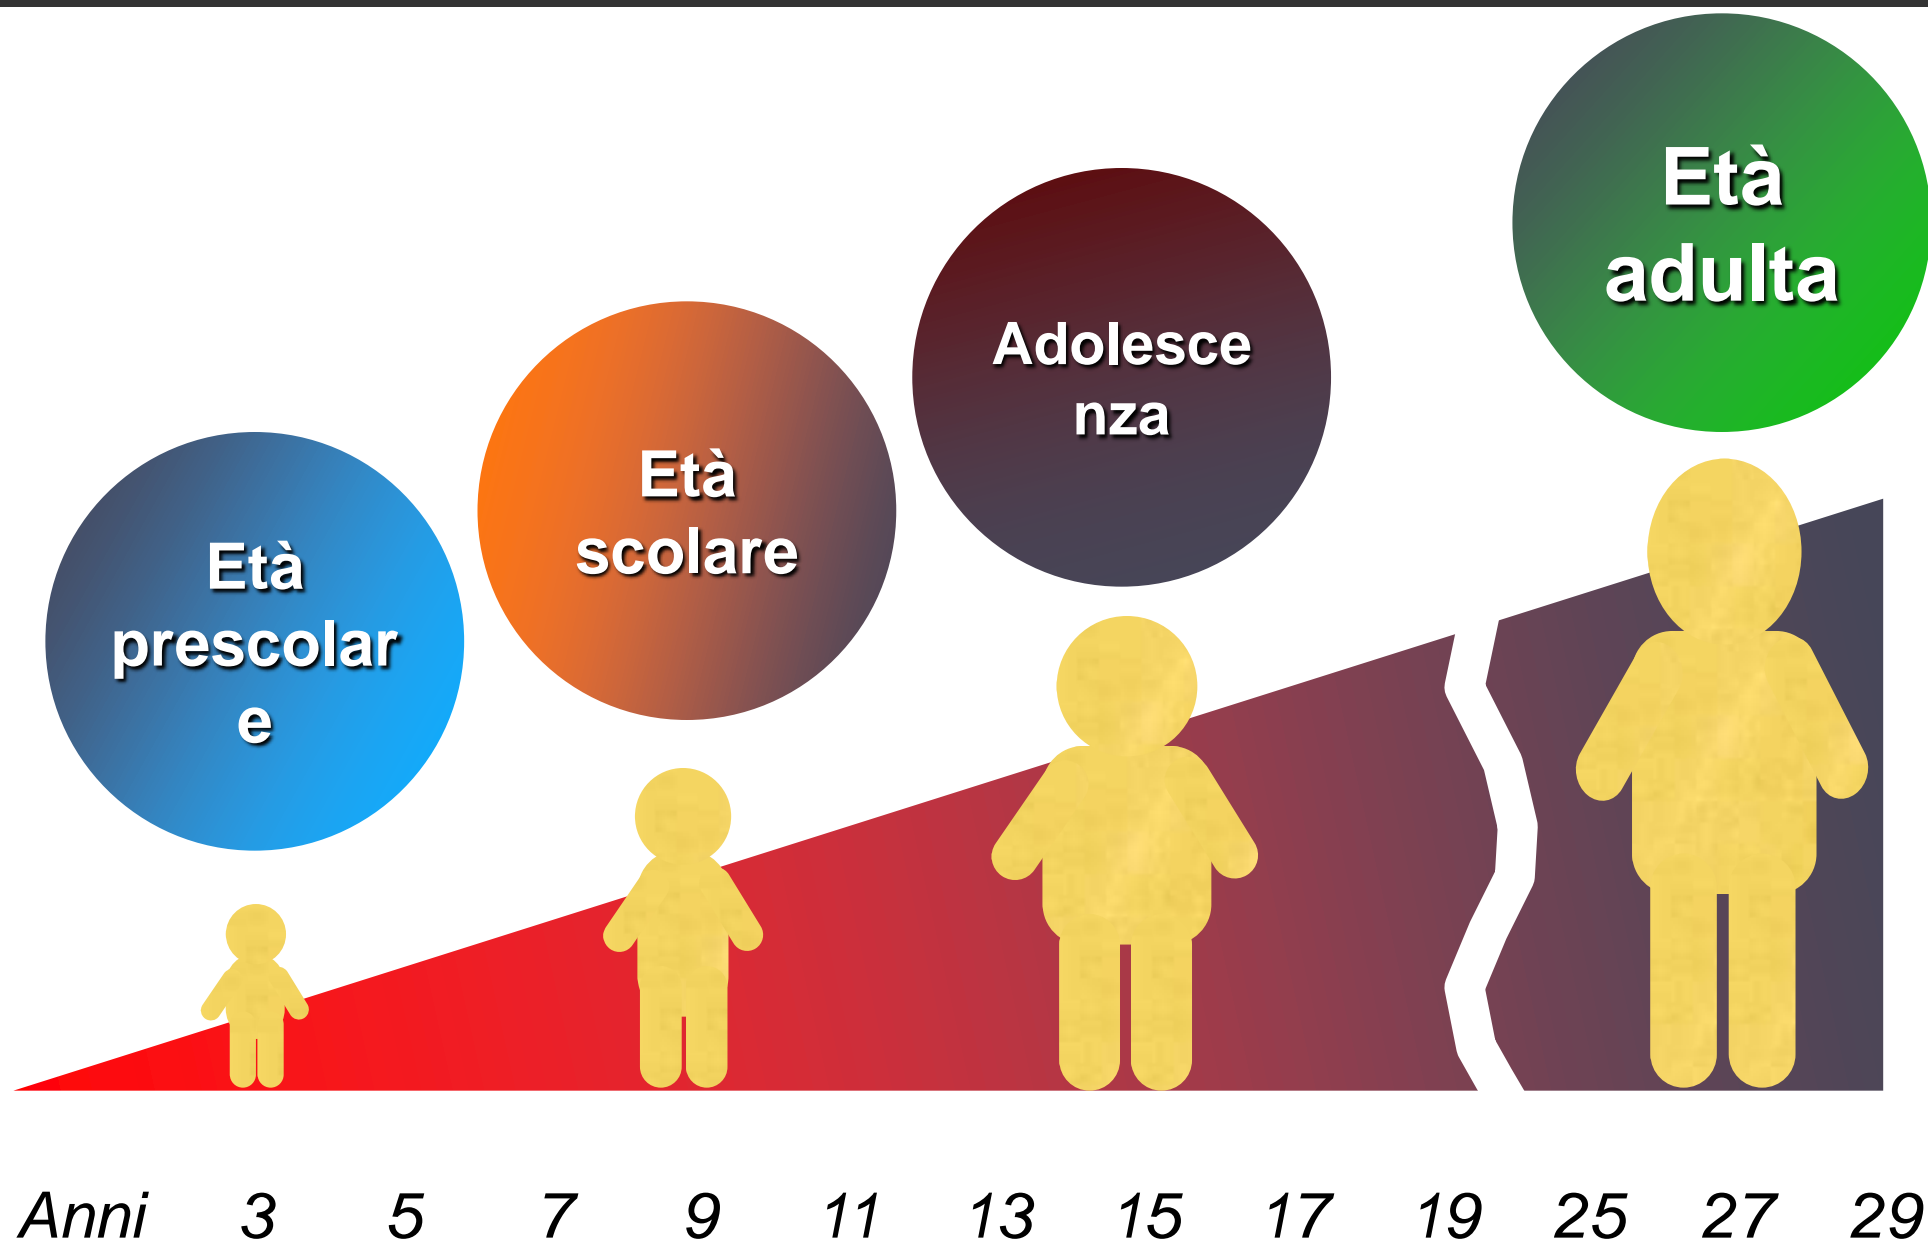 Età
adulta
Adolesce
nza
Età
scolare
Età
prescolar
e
Anni 3 5 7 9 11 13 15 17 19 25 27 29